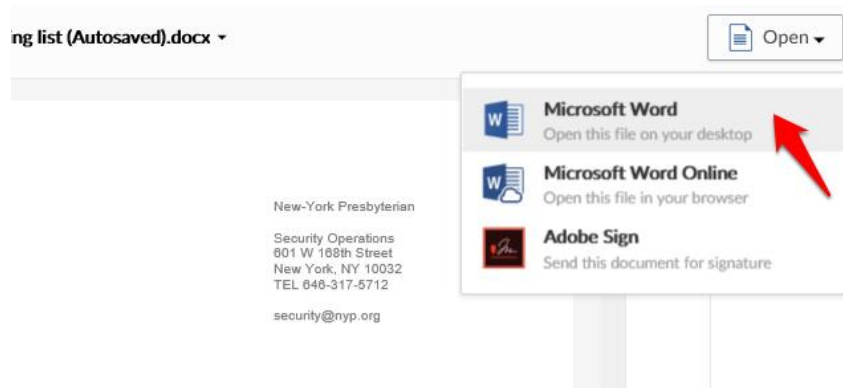 ing list (Autosaved).docx
Open
Microsoft Word
Open this file on your desktop
Microsoft Word Online
Open this file in your browser
Adobe Sign
Send this document for signature
New-York Presbyterian
Security Operations
601 W 168th Street
New York, NY 10032
TEL 646-317-5712
security@nyp.org